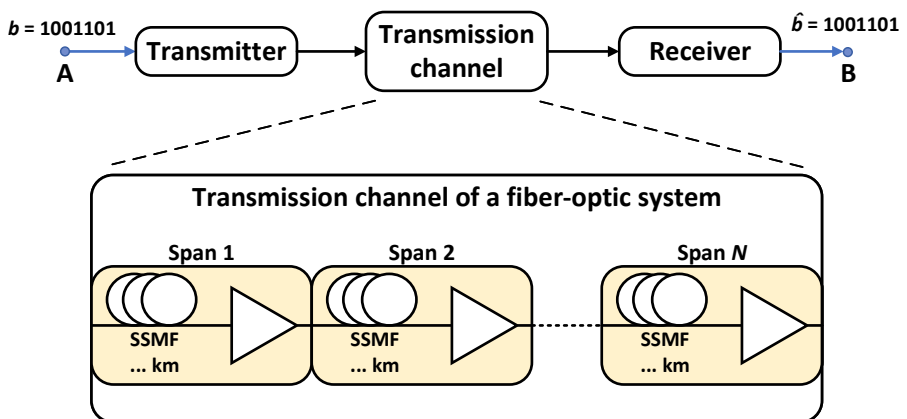 b = 1001101
b̂ = 1001101
Transmitter
Transmission
channel
Receiver
A
B
Transmission channel of a fiber-optic system
Span 1
Span 2
Span N
SSMF
... km
SSMF
... km
SSMF
... km